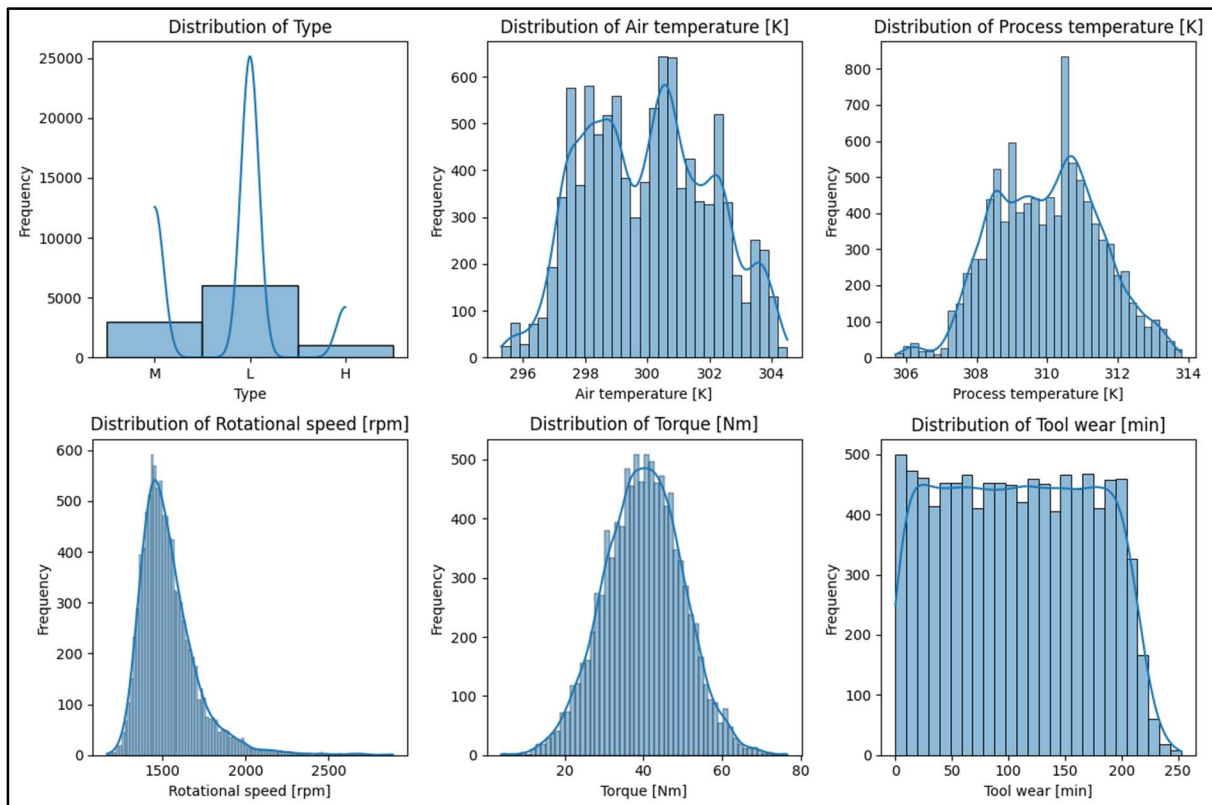 Distribution of Type
Frequency
25000
20000
15000
10000
5000
0
M L H
Type
Distribution of Air temperature [K]
Frequency
600
500
400
300
200
100
0
296 298 300 302 304
Air temperature [K]
Distribution of Process temperature [K]
Frequency
800
700
600
500
400
300
200
100
0
306 308 310 312 314
Process temperature [K]
Distribution of Rotational speed [rpm]
Frequency
600
500
400
300
200
100
0
1500 2000 2500
Rotational speed [rpm]
Distribution of Torque [Nm]
Frequency
500
400
300
200
100
0
20 40 60 80
Torque [Nm]
Distribution of Tool wear [min]
Frequency
500
400
300
200
100
0
0 50 100 150 200 250
Tool wear [min]